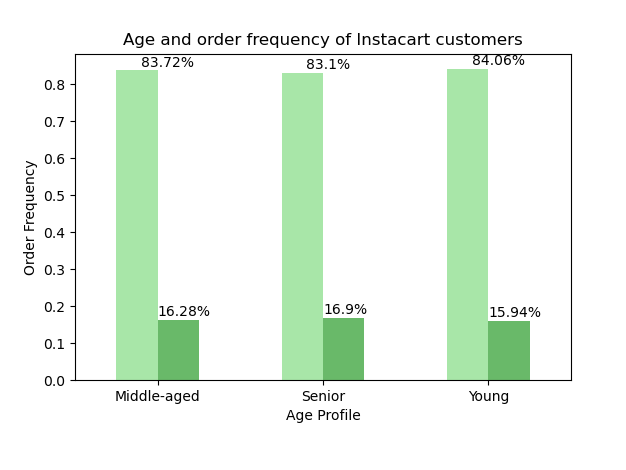 Age and order frequency of Instacart customers
83.72%
83.1%
84.06%
16.28%
16.9%
15.94%
Order Frequency
0.8
0.7
0.6
0.5
0.4
0.3
0.2
0.1
0.0
Middle-aged
Senior
Young
Age Profile